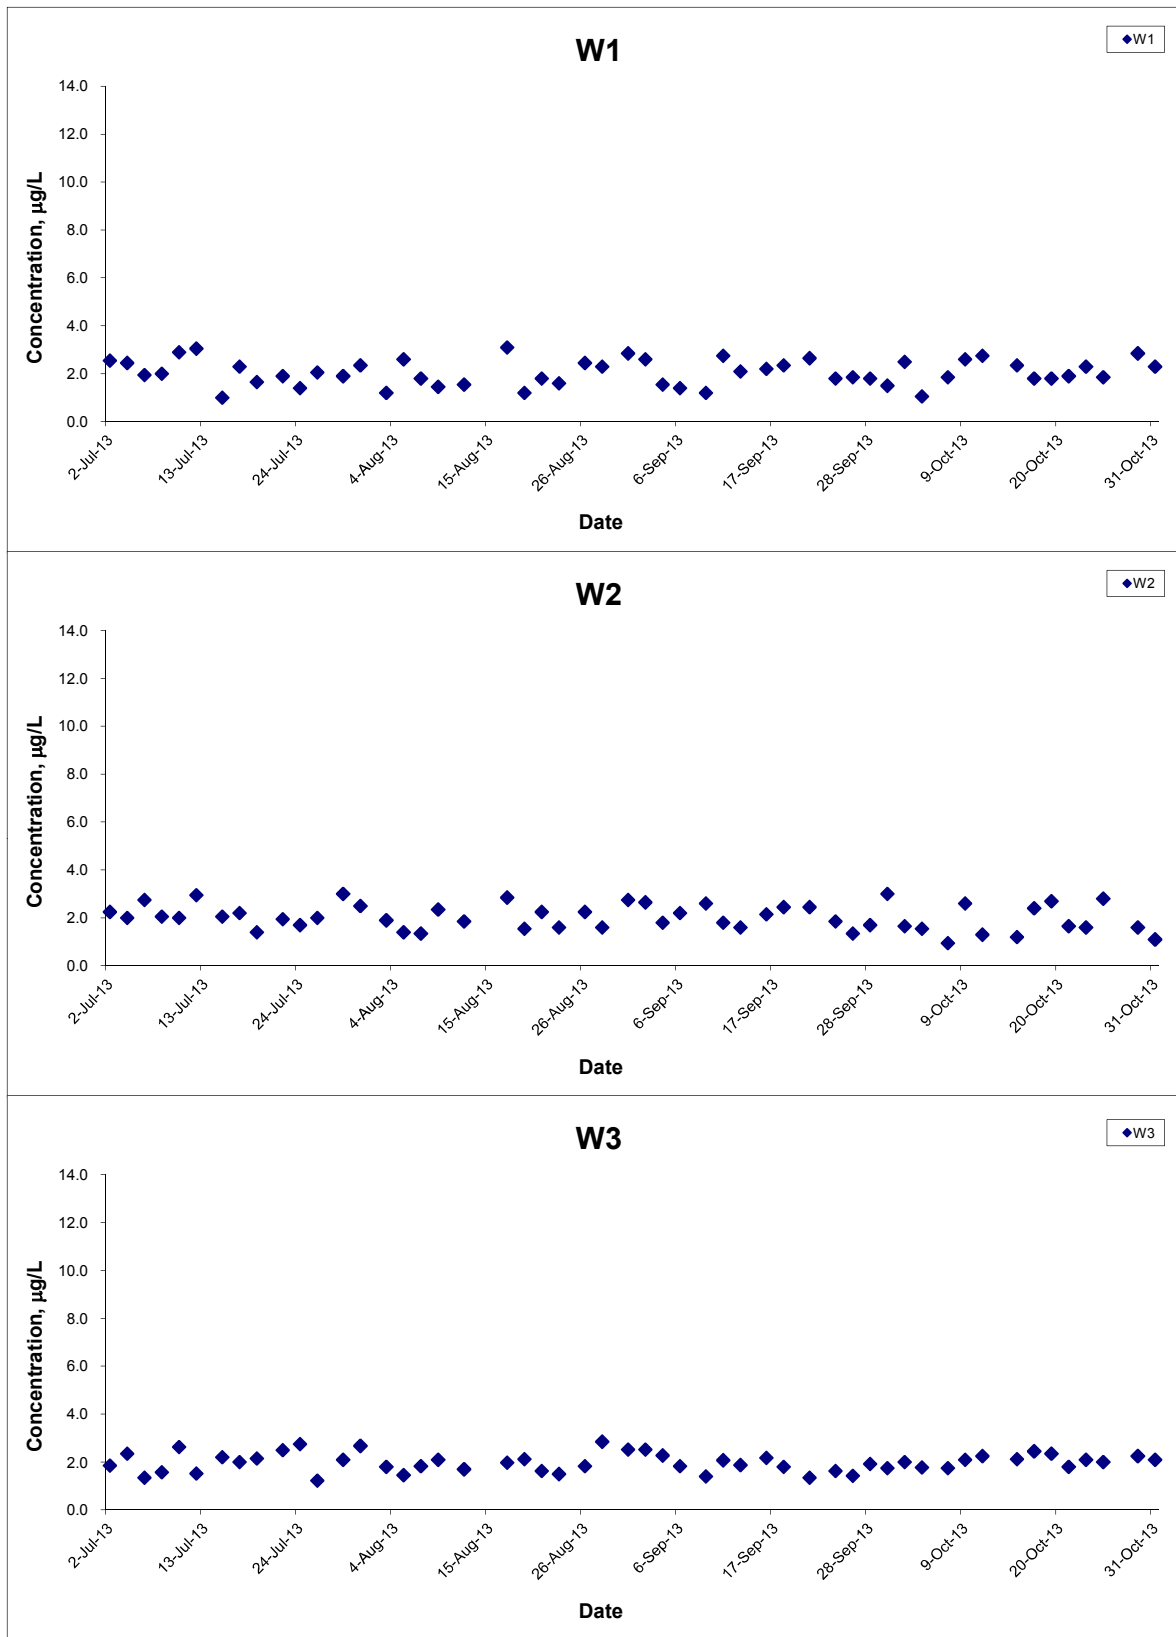 W1
W1
14.0
12.0
10.0
8.0
6.0
4.0
2.0
0.0
Concentration, µg/L
2-Jul-13
13-Jul-13
24-Jul-13
4-Aug-13
15-Aug-13
26-Aug-13
6-Sep-13
17-Sep-13
28-Sep-13
9-Oct-13
20-Oct-13
31-Oct-13
Date
W2
W2
14.0
12.0
10.0
8.0
6.0
4.0
2.0
0.0
Concentration, µg/L
2-Jul-13
13-Jul-13
24-Jul-13
4-Aug-13
15-Aug-13
26-Aug-13
6-Sep-13
17-Sep-13
28-Sep-13
9-Oct-13
20-Oct-13
31-Oct-13
Date
W3
W3
14.0
12.0
10.0
8.0
6.0
4.0
2.0
0.0
Concentration, µg/L
2-Jul-13
13-Jul-13
24-Jul-13
4-Aug-13
15-Aug-13
26-Aug-13
6-Sep-13
17-Sep-13
28-Sep-13
9-Oct-13
20-Oct-13
31-Oct-13
Date